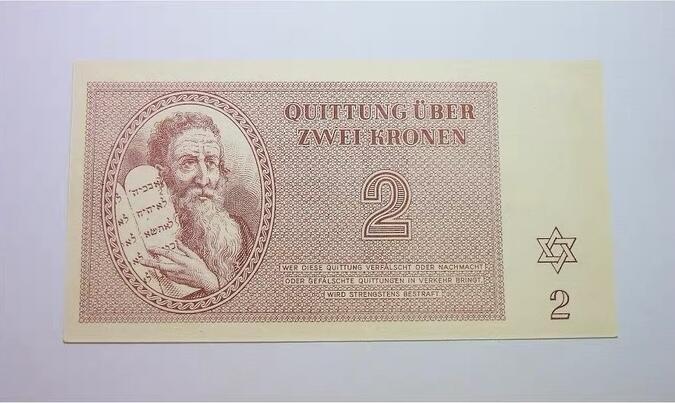 QUITTUNG ÜBER
ZWEI KRONEN
2
WER DIESE QUITTUNG VERFÄLSCHT ODER NACHMACHT
ODER GEFÄLSCHTE QUITTUNGEN IN VERKEHR BRINGT,
WIRD STRENGSTENS BESTRAFT.
2